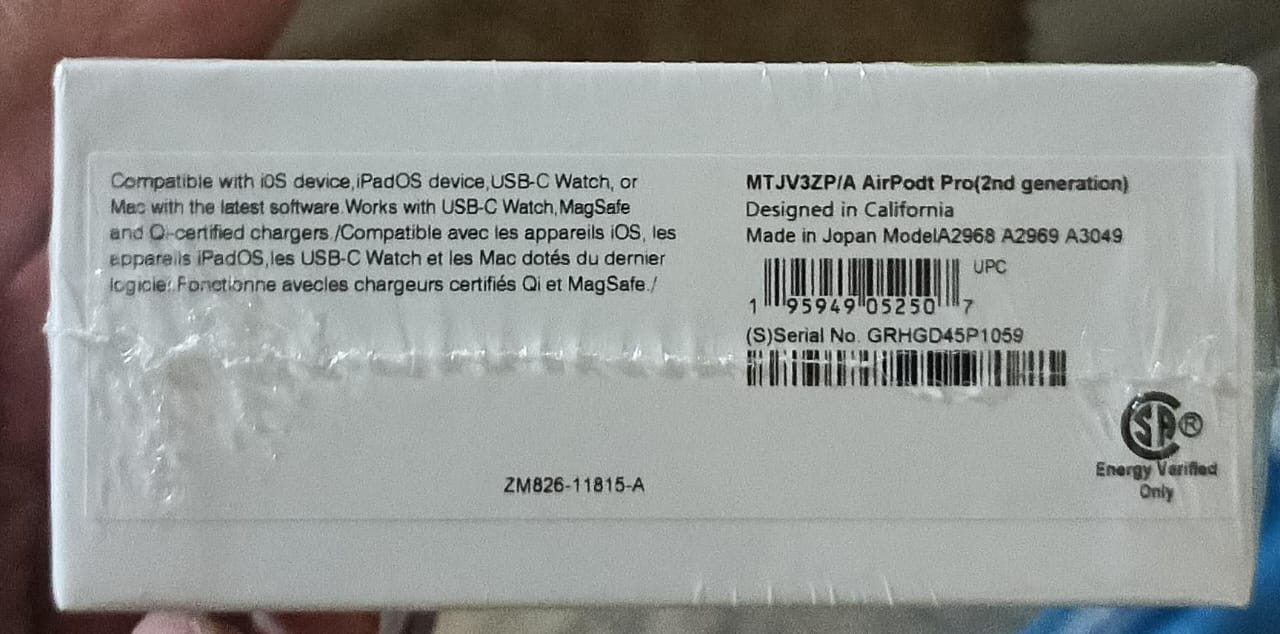 Compatible with iOS device,iPadOS device,USB-C Watch, or
Mac with the latest software.Works with USB-C Watch,MagSafe
and Qi-certified chargers./Compatible avec les appareils iOS, les
appareils iPadOS,les USB-C Watch et les Mac dotés du dernier
logiciel.Fonctionne avecles chargeurs certifiés Qi et MagSafe./
MTJV3ZP/A AirPodt Pro(2nd generation)
Designed in California
Made in Jopan ModelA2968 A2969 A3049
UPC
1 95949 05250 7
(S)Serial No. GRHGD45P1059
SA®
Energy Verified
Only
ZM826-11815-A